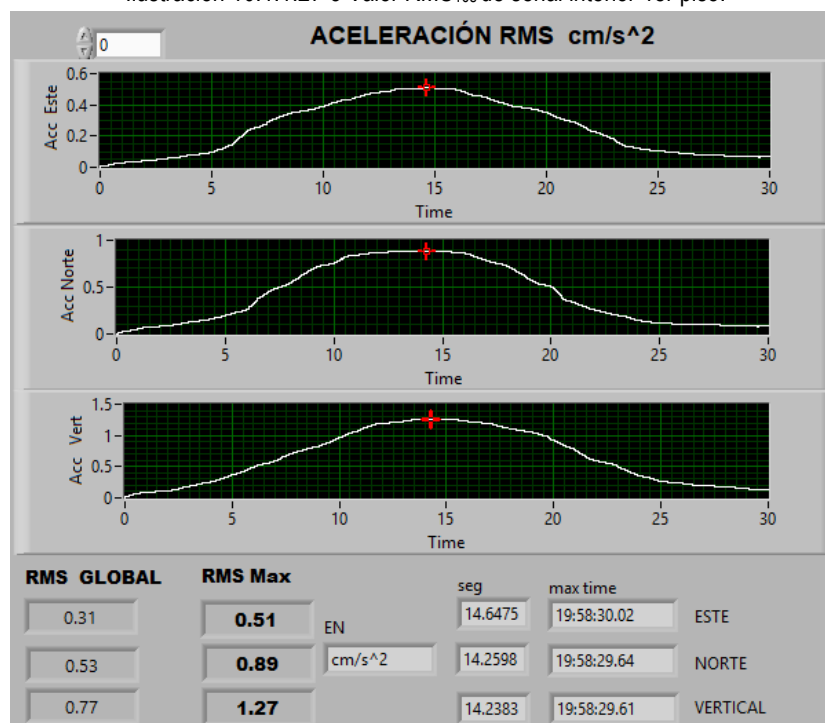 ACELERACIÓN RMS cm/s^2
0
Acc Este
0.6
0.4
0.2
0
0 5 10 15 20 25 30
Time
Acc Norte
1
0.5
0
0 5 10 15 20 25 30
Time
Acc Vert
1.5
1
0.5
0
0 5 10 15 20 25 30
Time
RMS GLOBAL RMS Max seg max time
0.31 0.51 EN 14.6475 19:58:30.02 ESTE
0.53 0.89 cm/s^2 14.2598 19:58:29.64 NORTE
0.77 1.27 14.2383 19:58:29.61 VERTICAL